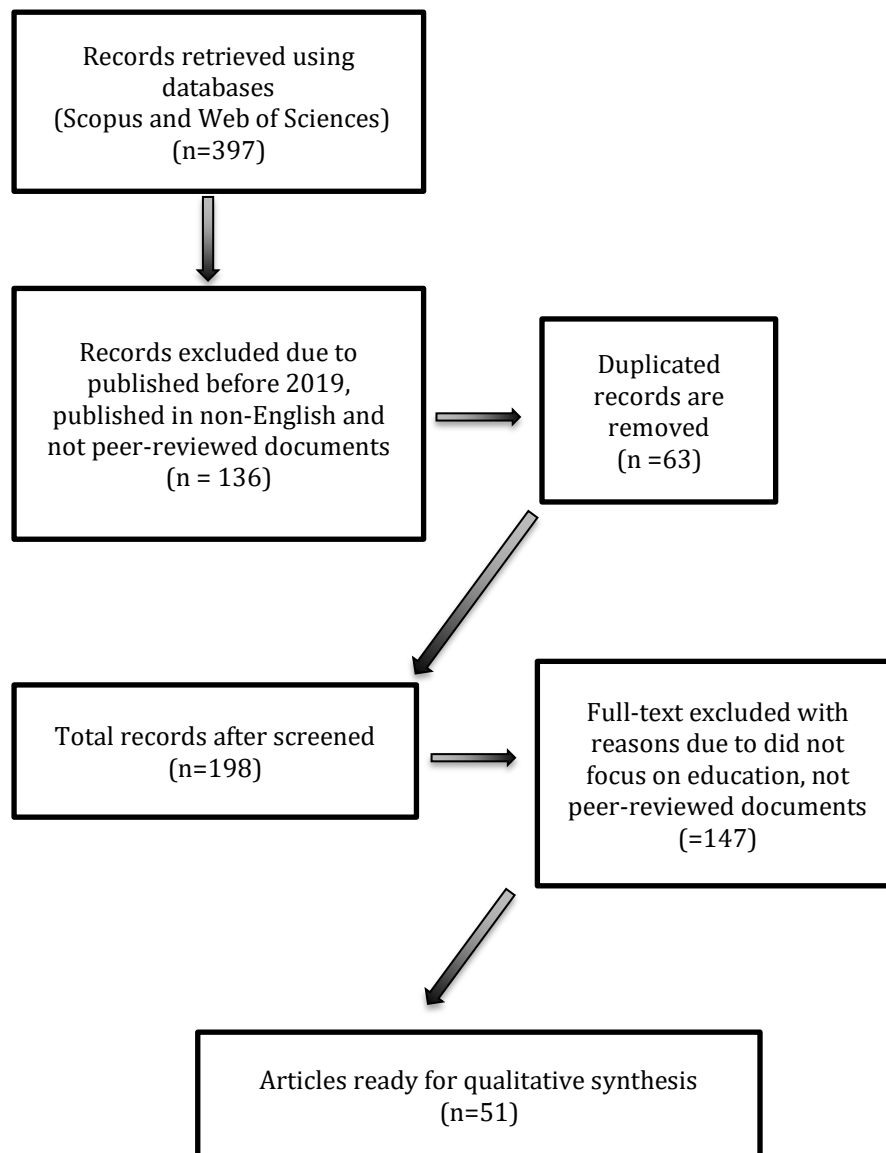 Records retrieved using
databases
(Scopus and Web of Sciences)
(n=397)
Records excluded due to
published before 2019,
published in non-English and
not peer-reviewed documents
(n = 136)
Duplicated
records are
removed
(n =63)
Total records after screened
(n=198)
Full-text excluded with
reasons due to did not
focus on education, not
peer-reviewed documents
(=147)
Articles ready for qualitative synthesis
(n=51)